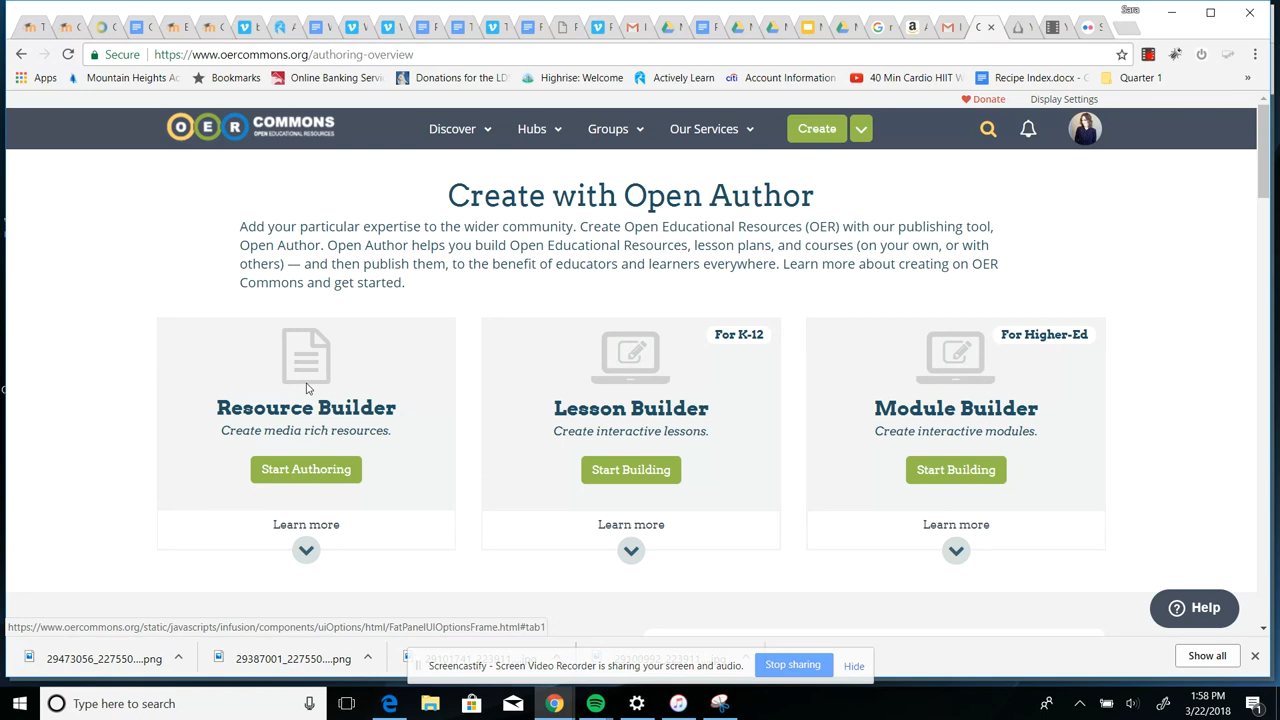 Sara
Secure https://www.oercommons.org/authoring-overview
Apps Mountain Heights Ac Bookmarks Online Banking Servi Donations for the LD Highrise: Welcome Actively Learn citi Account Information 40 Min Cardio HIIT W Recipe Index.docx - G Quarter 1 »
Donate Display Settings
OER COMMONS
OPEN EDUCATIONAL RESOURCES
Discover Hubs Groups Our Services Create
Create with Open Author
Add your particular expertise to the wider community. Create Open Educational Resources (OER) with our publishing tool,
Open Author. Open Author helps you build Open Educational Resources, lesson plans, and courses (on your own, or with
others) — and then publish them, to the benefit of educators and learners everywhere. Learn more about creating on OER
Commons and get started.
For K-12 For Higher-Ed
Resource Builder Lesson Builder Module Builder
Create media rich resources. Create interactive lessons. Create interactive modules.
Start Authoring Start Building Start Building
Learn more Learn more Learn more
Help
https://www.oercommons.org/static/javascripts/infusion/components/uiOptions/html/FatPanelUIOptionsFrame.html#tab1
29473056_227550....png 29387001_227550....png Show all
Screencastify - Screen Video Recorder is sharing your screen and audio. Stop sharing Hide
Type here to search
1:58 PM
3/22/2018